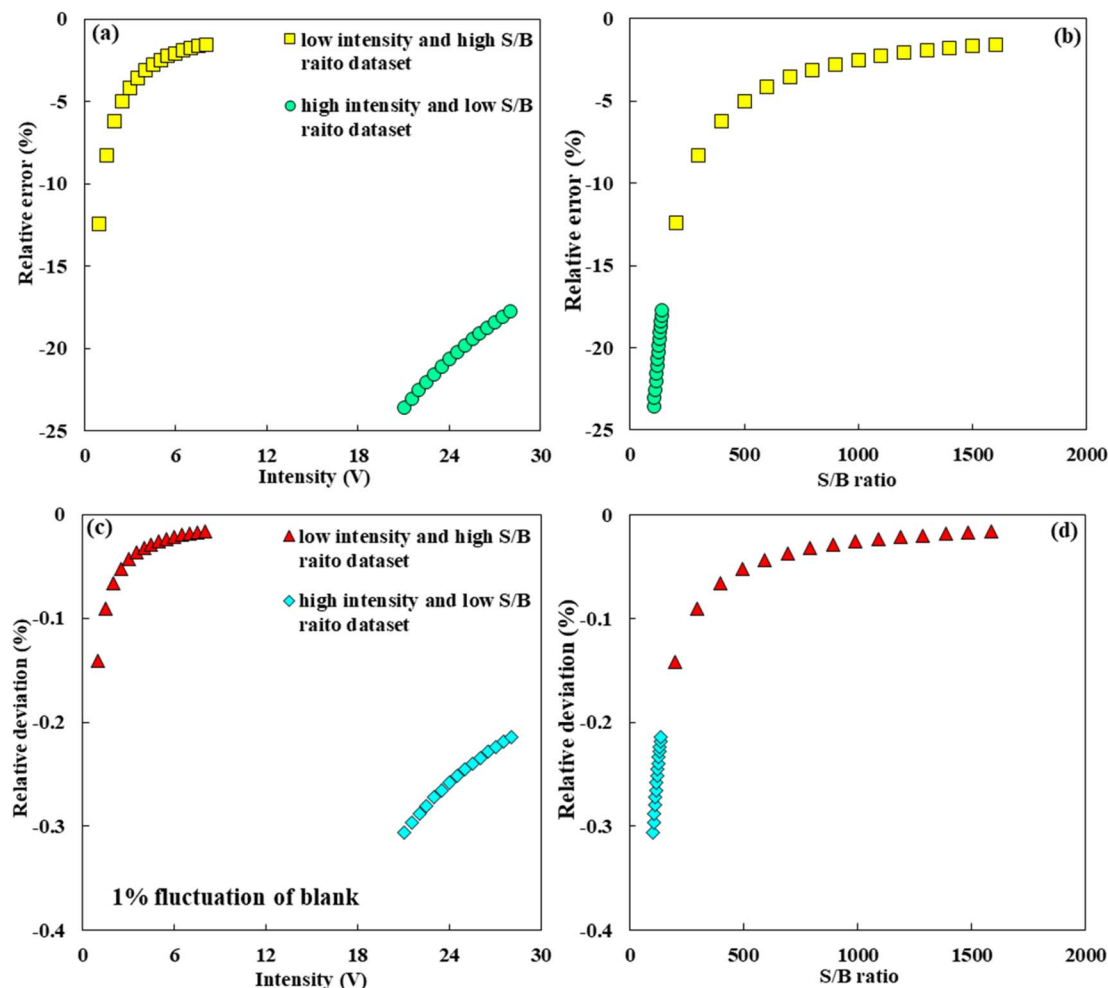 (a)
low intensity and high S/B
raito dataset
high intensity and low S/B
raito dataset
0
-5
-10
-15
-20
-25
Relative error (%)
0 6 12 18 24 30
Intensity (V)
(b)
0
-5
-10
-15
-20
-25
Relative error (%)
0 500 1000 1500 2000
S/B ratio
(c)
low intensity and high S/B
raito dataset
high intensity and low S/B
raito dataset
1% fluctuation of blank
0
-0.1
-0.2
-0.3
-0.4
Relative deviation (%)
0 6 12 18 24 30
Intensity (V)
(d)
0
-0.1
-0.2
-0.3
-0.4
Relative deviation (%)
0 500 1000 1500 2000
S/B ratio